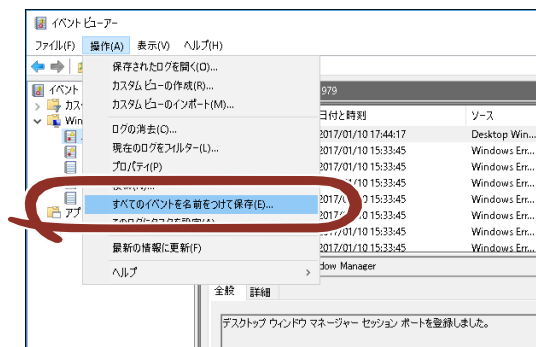 イベント ビューアー
ファイル(F) 操作(A) 表示(V) ヘルプ(H)
保存されたログを開く(O)...
カスタム ビューの作成(R)...
カスタム ビューのインポート(M)...
ログの消去(C)...
現在のログをフィルター(L)...
プロパティ(P)
すべてのイベントを名前をつけて保存(E)...
このログにタスクを設定(A)...
最新の情報に更新(F)
ヘルプ
イベント
カス
Win
アプ
979
日付と時刻 ソース
2017/01/10 17:44:17 Desktop Win...
2017/01/10 15:33:45 Windows Err...
2017/01/10 15:33:45 Windows Err...
2017/01/10 15:33:45 Windows Err...
2017/01/10 15:33:45 Windows Err...
2017/01/10 15:33:45 Windows Err...
2017/01/10 15:33:45 Windows Err...
2017/01/10 15:33:45 Windows Err...
dow Manager
全般 詳細
デスクトップ ウィンドウ マネージャー セッション ポートを登録しました。